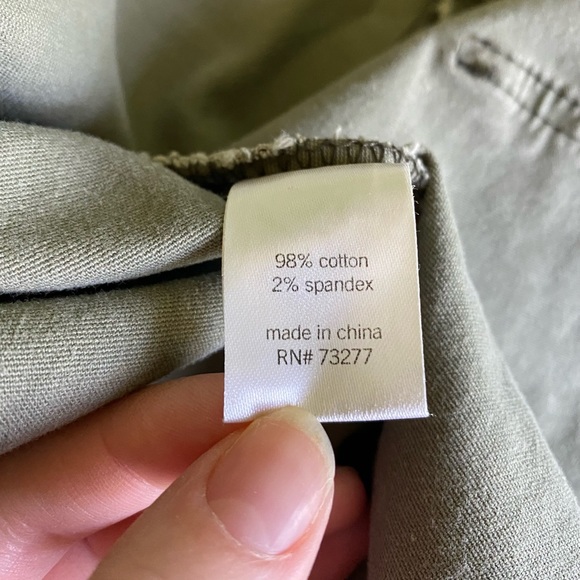 98% cotton
2% spandex
made in china
RN# 73277